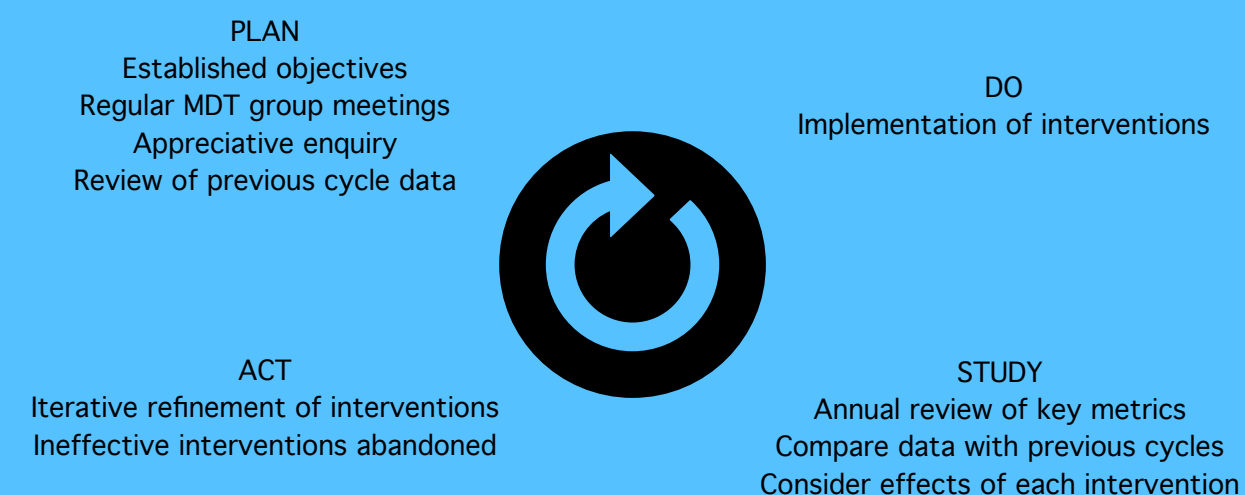 PLAN
Established objectives
Regular MDT group meetings
Appreciative enquiry
Review of previous cycle data
DO
Implementation of interventions
ACT
Iterative refinement of interventions
Ineffective interventions abandoned
STUDY
Annual review of key metrics
Compare data with previous cycles
Consider effects of each intervention